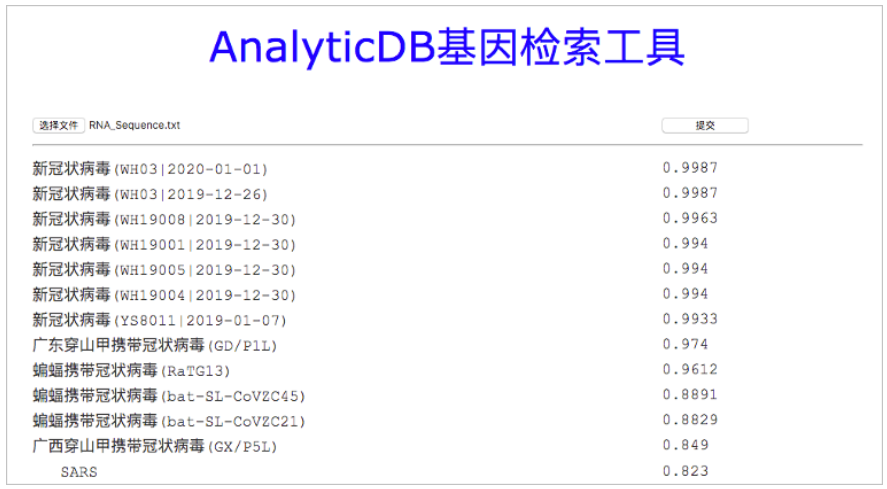 AnalyticDB基因检索工具
选择文件 RNA_Sequence.txt 提交
新冠状病毒(WH03|2020-01-01) 0.9987
新冠状病毒(WH03|2019-12-26) 0.9987
新冠状病毒(WH19008|2019-12-30) 0.9963
新冠状病毒(WH19001|2019-12-30) 0.994
新冠状病毒(WH19005|2019-12-30) 0.994
新冠状病毒(WH19004|2019-12-30) 0.994
新冠状病毒(YS8011|2019-01-07) 0.9933
广东穿山甲携带冠状病毒(GD/P1L) 0.974
蝙蝠携带冠状病毒(RaTG13) 0.9612
蝙蝠携带冠状病毒(bat-SL-CoVZC45) 0.8891
蝙蝠携带冠状病毒(bat-SL-CoVZC21) 0.8829
广西穿山甲携带冠状病毒(GX/P5L) 0.849
SARS 0.823